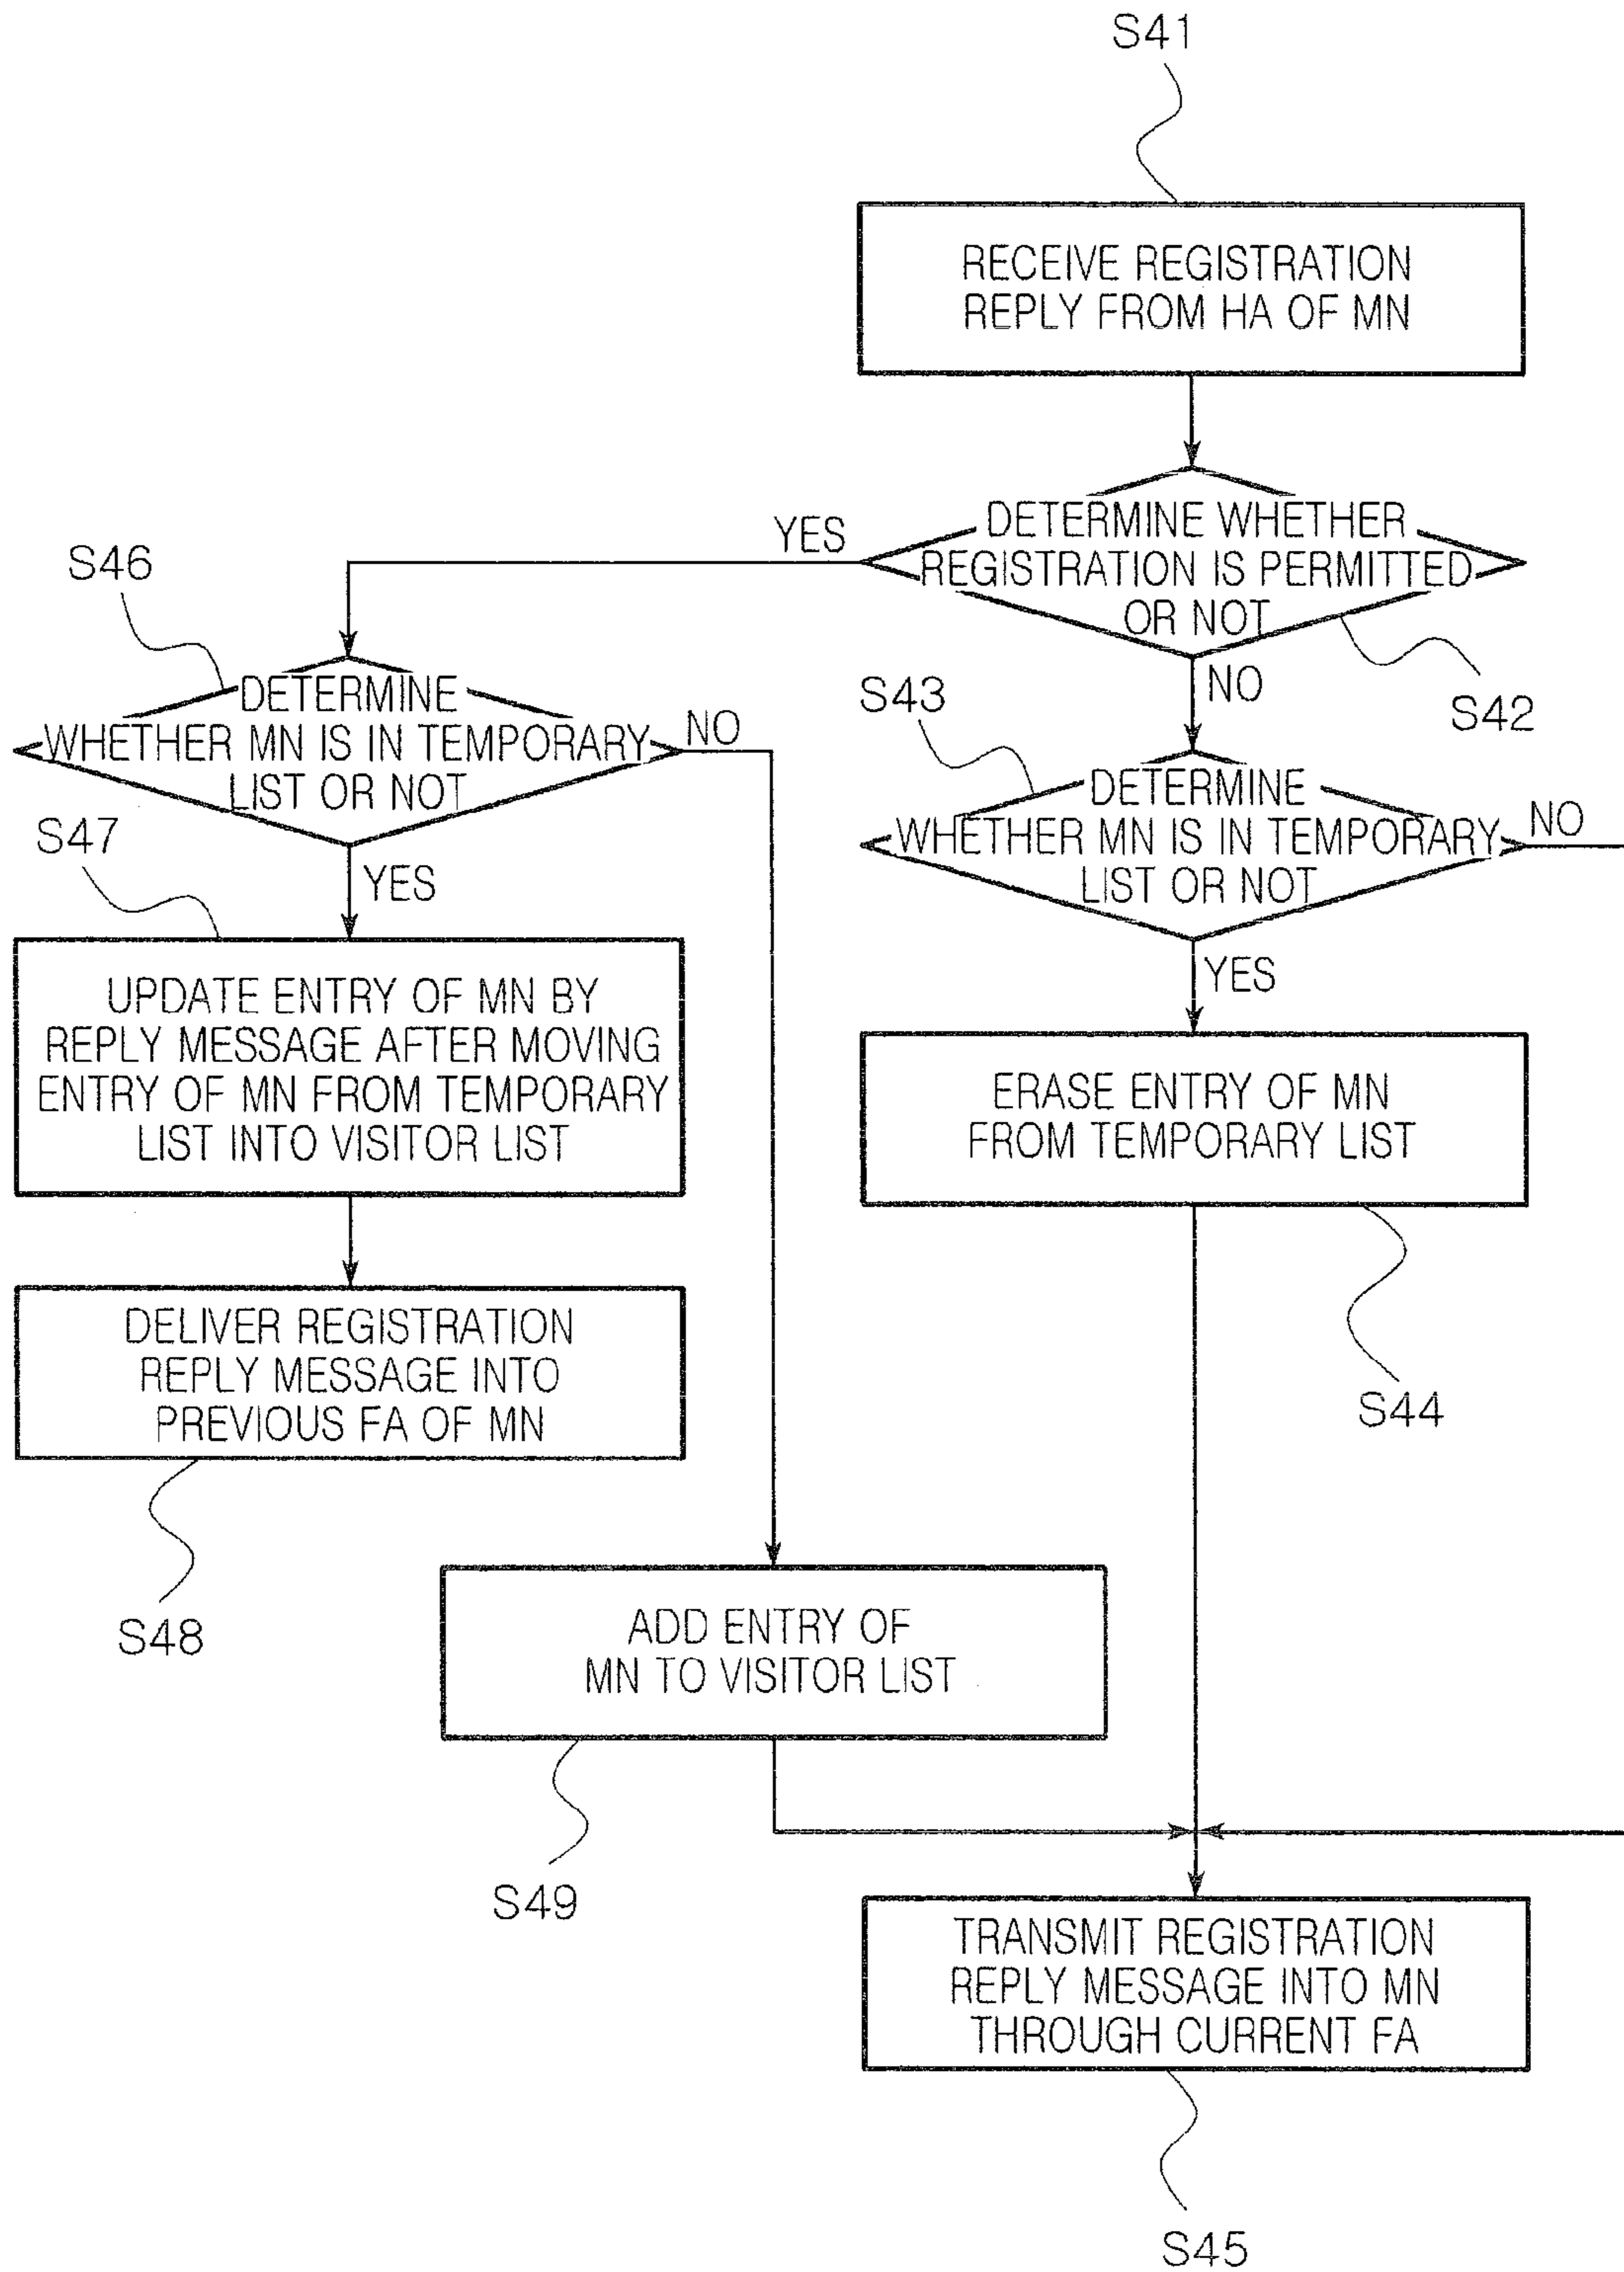 S41
RECEIVE REGISTRATION
REPLY FROM HA OF MN
DETERMINE WHETHER
REGISTRATION IS PERMITTED
OR NOT
YES
NO
S42
S46
DETERMINE
WHETHER MN IS IN TEMPORARY
LIST OR NOT
NO
YES
S43
DETERMINE
WHETHER MN IS IN TEMPORARY
LIST OR NOT
NO
YES
S47
UPDATE ENTRY OF MN BY
REPLY MESSAGE AFTER MOVING
ENTRY OF MN FROM TEMPORARY
LIST INTO VISITOR LIST
ERASE ENTRY OF MN
FROM TEMPORARY LIST
S44
DELIVER REGISTRATION
REPLY MESSAGE INTO
PREVIOUS FA OF MN
S48
ADD ENTRY OF
MN TO VISITOR LIST
S49
TRANSMIT REGISTRATION
REPLY MESSAGE INTO MN
THROUGH CURRENT FA
S45